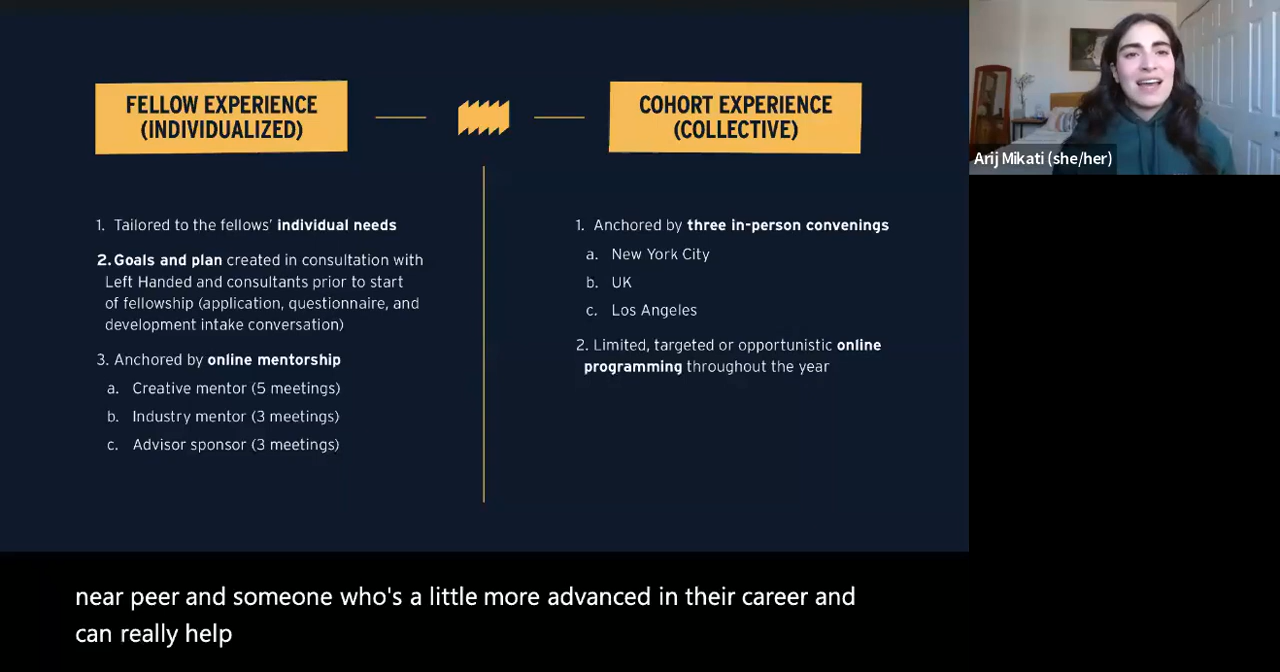 FELLOW EXPERIENCE
(INDIVIDUALIZED)
1. Tailored to the fellows' individual needs
2. Goals and plan created in consultation with
Left Handed and consultants prior to start
of fellowship (application, questionnaire, and
development intake conversation)
3. Anchored by online mentorship
a. Creative mentor (5 meetings)
b. Industry mentor (3 meetings)
c. Advisor sponsor (3 meetings)
COHORT EXPERIENCE
(COLLECTIVE)
1. Anchored by three in-person convenings
a. New York City
b. UK
c. Los Angeles
2. Limited, targeted or opportunistic online
programming throughout the year
Arij Mikati (she/her)
near peer and someone who's a little more advanced in their career and
can really help